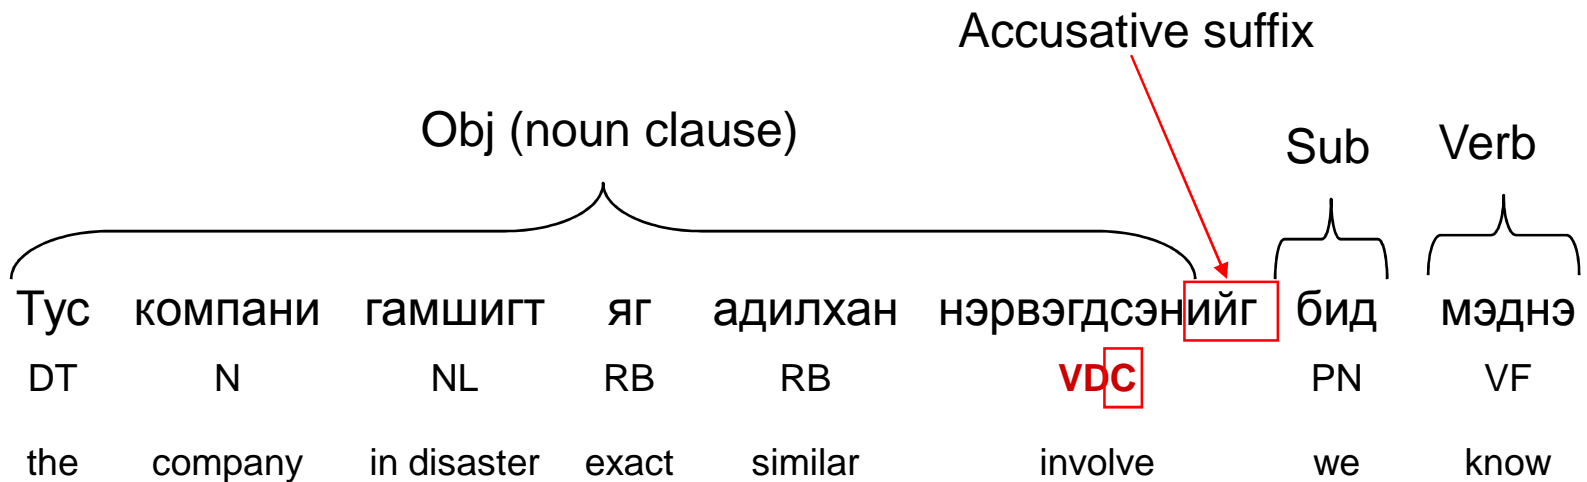 Accusative suffix
Obj (noun clause) Sub Verb
Тус компани гамшигт яг адилхан нэрвэгдсэнийг бид мэднэ
DT N NL RB RB VDC PN VF
the company in disaster exact similar involve we know